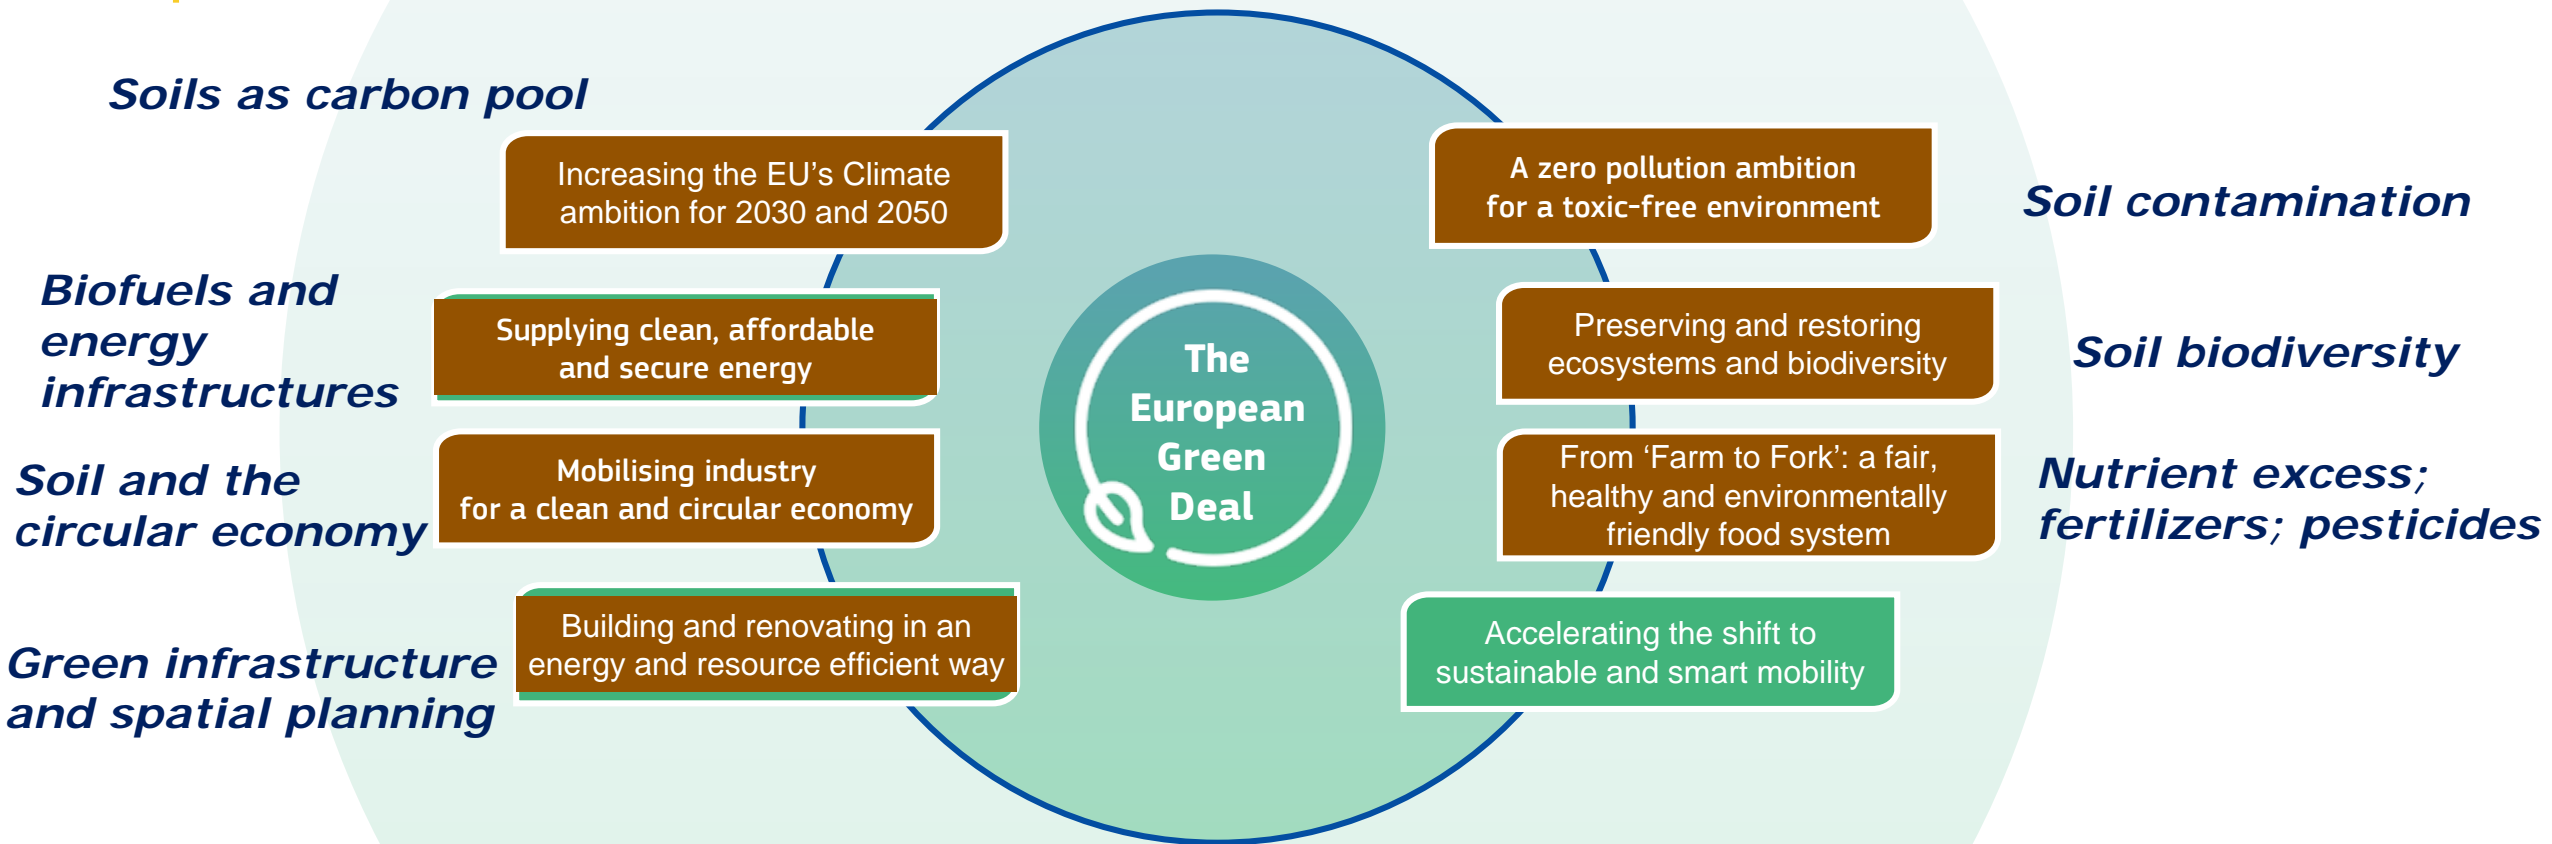 Soils as carbon pool
Increasing the EU’s Climate
ambition for 2030 and 2050
Biofuels and
energy
infrastructures
Supplying clean, affordable
and secure energy
Soil and the
circular economy
Mobilising industry
for a clean and circular economy
Green infrastructure
and spatial planning
Building and renovating in an
energy and resource efficient way
The
European
Green
Deal
A zero pollution ambition
for a toxic-free environment
Soil contamination
Preserving and restoring
ecosystems and biodiversity
Soil biodiversity
From ‘Farm to Fork’: a fair,
healthy and environmentally
friendly food system
Nutrient excess;
fertilizers; pesticides
Accelerating the shift to
sustainable and smart mobility